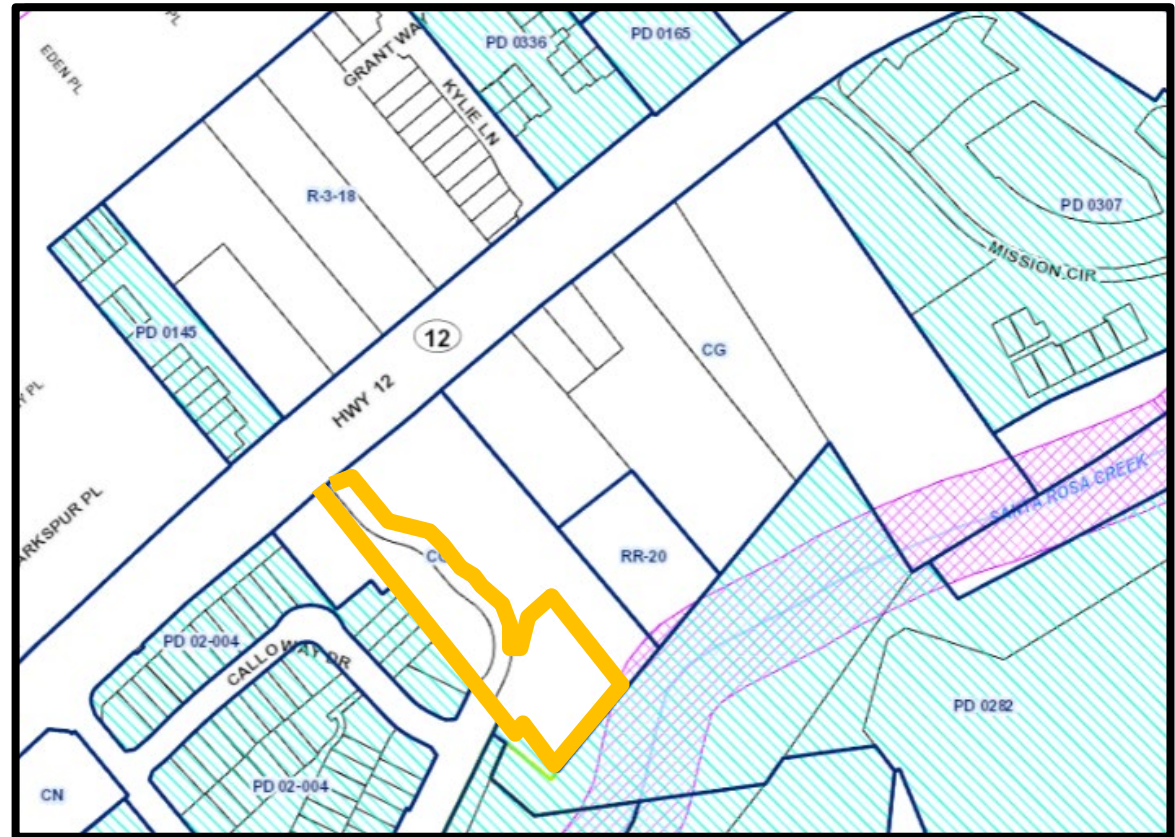 PL
EDEN PL
GRANT WAY
PD 0336
PD 0165
KYLIE LN
R-3-18
PD 0307
MISSION CIR
PD 0145
12
HWY 12
CG
PL
SANTA ROSA CREEK
ARKSPUR PL
RR-20
PD 02-004
CALLOWAY DR
PD 0282
CN
PD 02-004